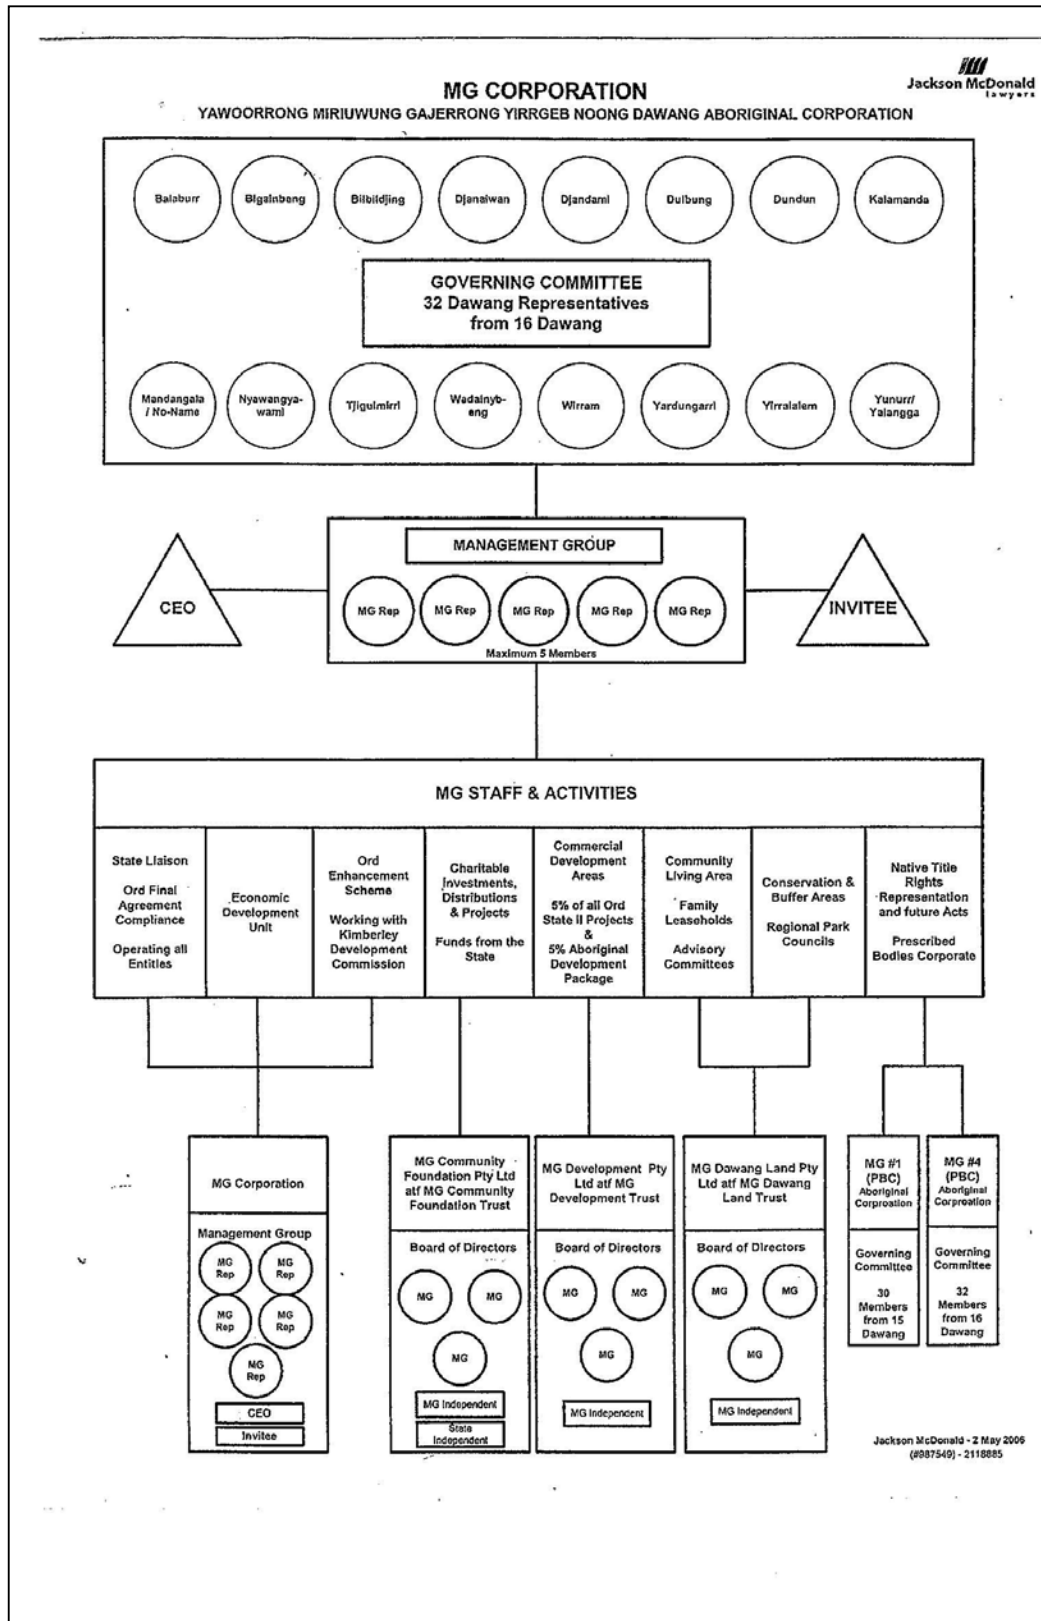 Jackson McDonald
lawyers
MG CORPORATION
YAWOORRONG MIRIUWUNG GAJERRONG YIRRGEB NOONG DAWANG ABORIGINAL CORPORATION
Balaburr
Bigainbang
Bilbildjing
Djanaiwan
Djandami
Dulbung
Dundun
Kalamanda
GOVERNING COMMITTEE
32 Dawang Representatives
from 16 Dawang
Mandangala
/ No-Name
Nyawangya-
wami
Tjigulmirri
Wadainyb-
eng
Wirram
Yardungarri
Yirralalem
Yunurr/
Yalangga
MANAGEMENT GROUP
CEO
INVITEE
MG Rep
MG Rep
MG Rep
MG Rep
MG Rep
Maximum 5 Members
MG STAFF & ACTIVITIES
State Liaison
Ord Final
Agreement
Compliance
Operating all
Entities
Economic
Development
Unit
Ord
Enhancement
Scheme
Working with
Kimberley
Development
Commission
Charitable
Investments,
Distributions
& Projects
Funds from the
State
Commercial
Development
Areas
5% of all Ord
State II Projects
&
5% Aboriginal
Development
Package
Community
Living Area
Family
Leaseholds
Advisory
Committees
Conservation &
Buffer Areas
Regional Park
Councils
Native Title
Rights
Representation
and future Acts
Prescribed
Bodies Corporate
MG Corporation
Management Group
MG
Rep
MG
Rep
MG
Rep
MG
Rep
MG
Rep
CEO
Invitee
MG Community
Foundation Pty Ltd
atf MG Community
Foundation Trust
Board of Directors
MG
MG
MG
MG Independent
State
Independent
MG Development Pty
Ltd atf MG
Development Trust
Board of Directors
MG
MG
MG
MG Independent
MG Dawang Land Pty
Ltd atf MG Dawang
Land Trust
Board of Directors
MG
MG
MG
MG Independent
MG #1
(PBC)
Aboriginal
Corproation
Governing
Committee
30
Members
from 15
Dawang
MG #4
(PBC)
Aboriginal
Corproation
Governing
Committee
32
Members
from 16
Dawang
Jackson McDonald - 2 May 2006
(#987549) - 2118885